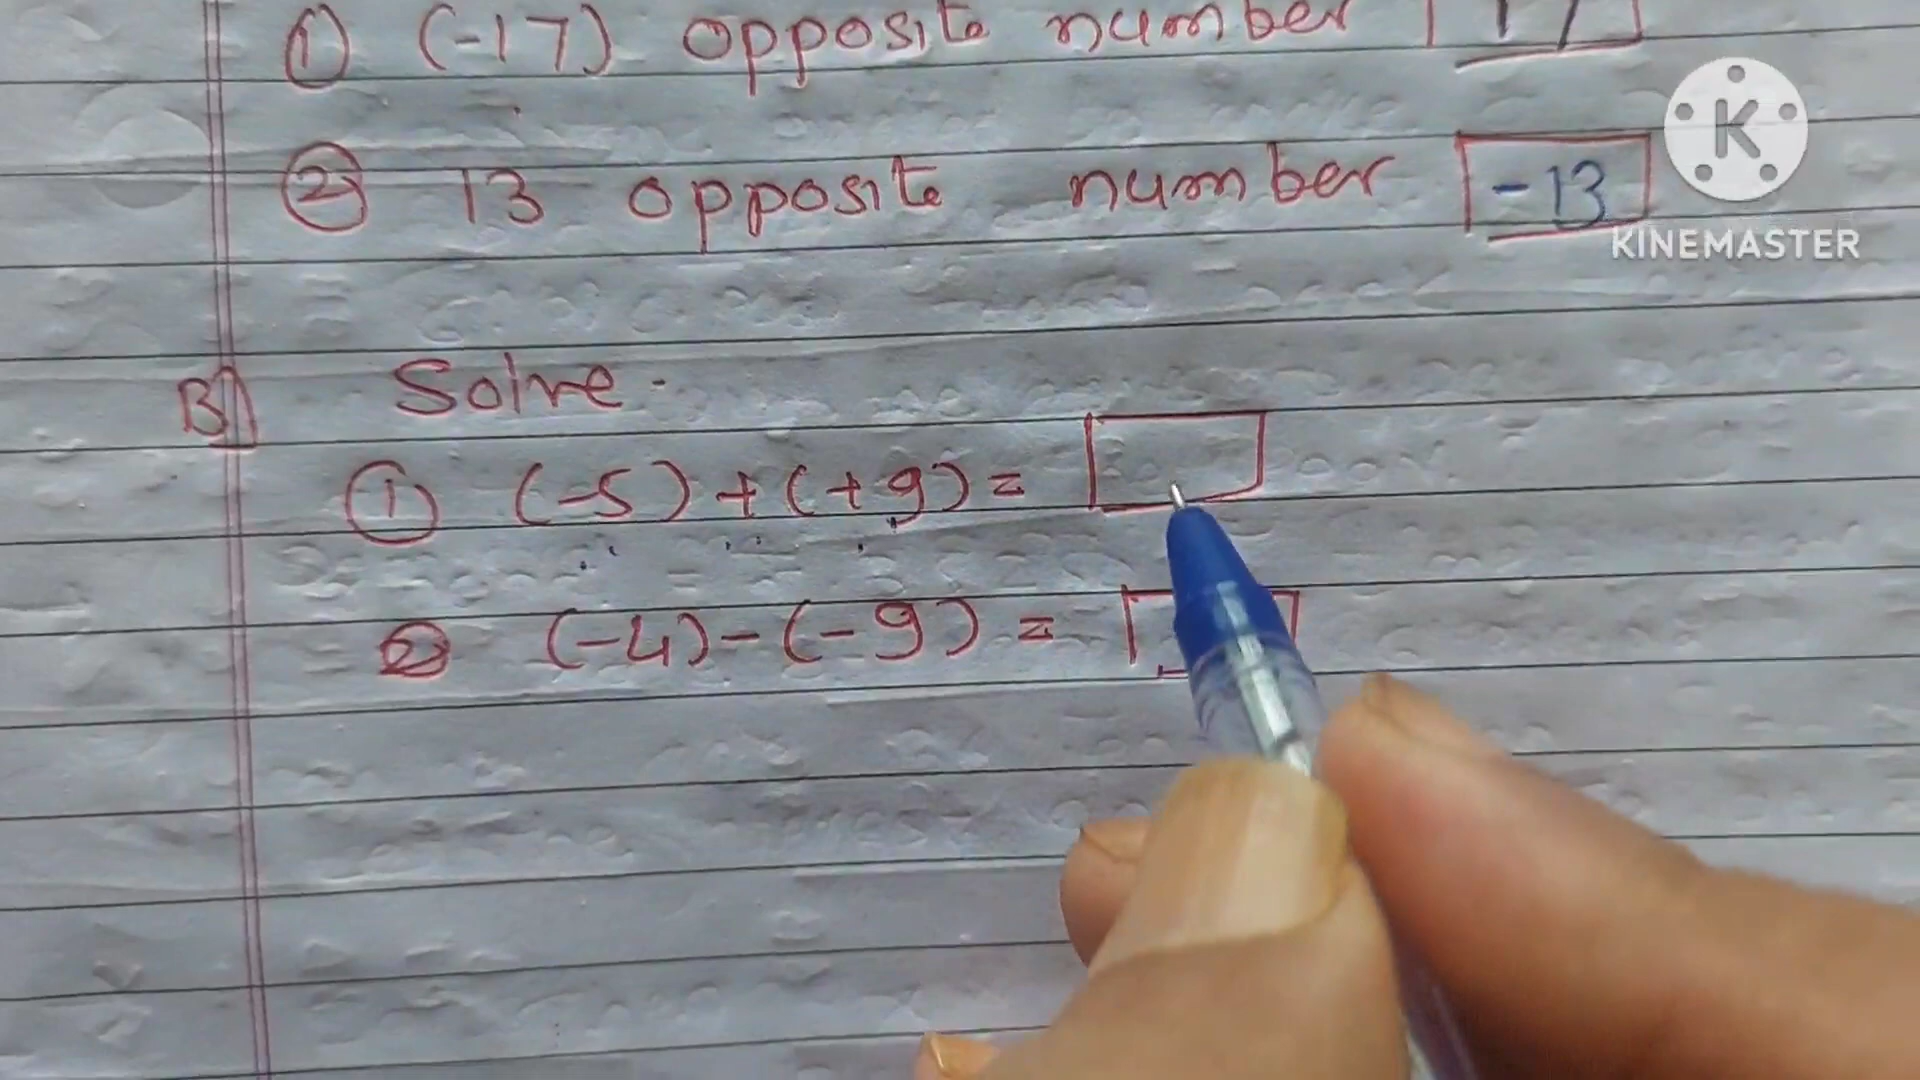 1) (-17) opposite number 17
2) 13 opposite number -13
B) Solve.
1) (-5)+(+9)=
2) (-4)-(-9) =
KINEMASTER